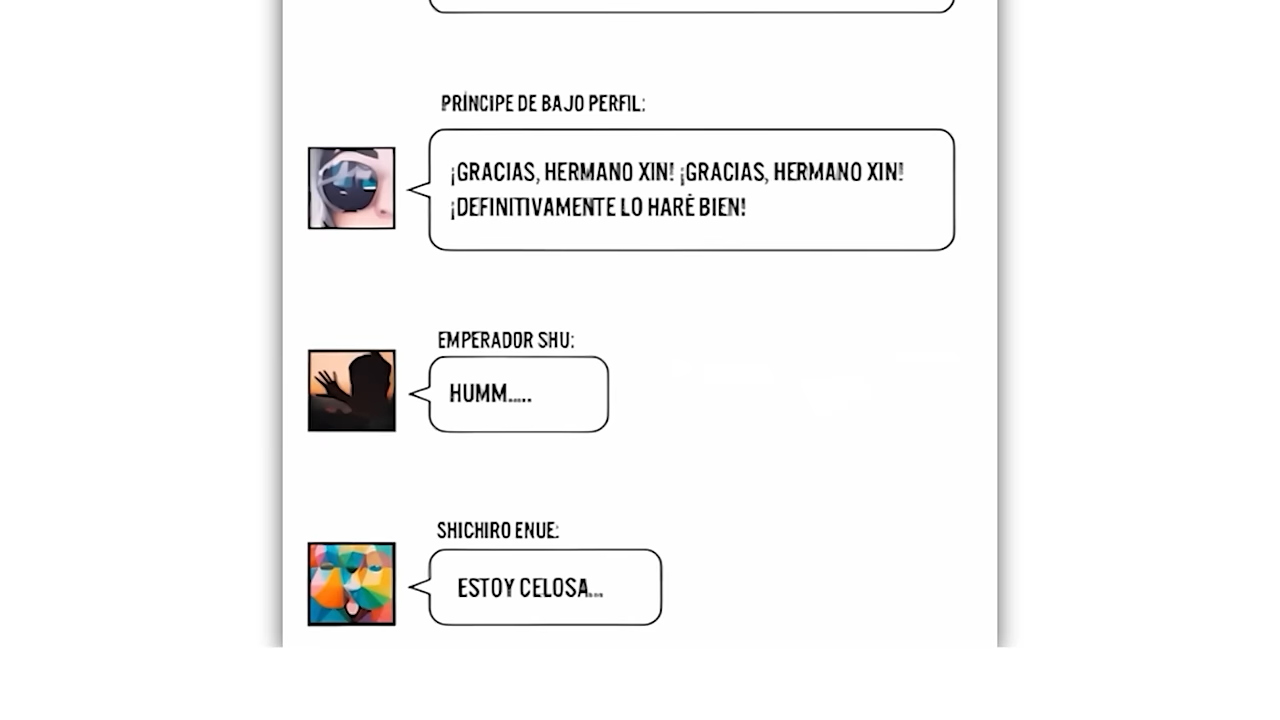 PRÍNCIPE DE BAJO PERFIL:
¡GRACIAS, HERMANO XIN! ¡GRACIAS, HERMANO XIN!
¡DEFINITIVAMENTE LO HARÉ BIEN!
EMPERADOR SHU:
HUMM.....
SHICHIRO ENUE:
ESTOY CELOSA...